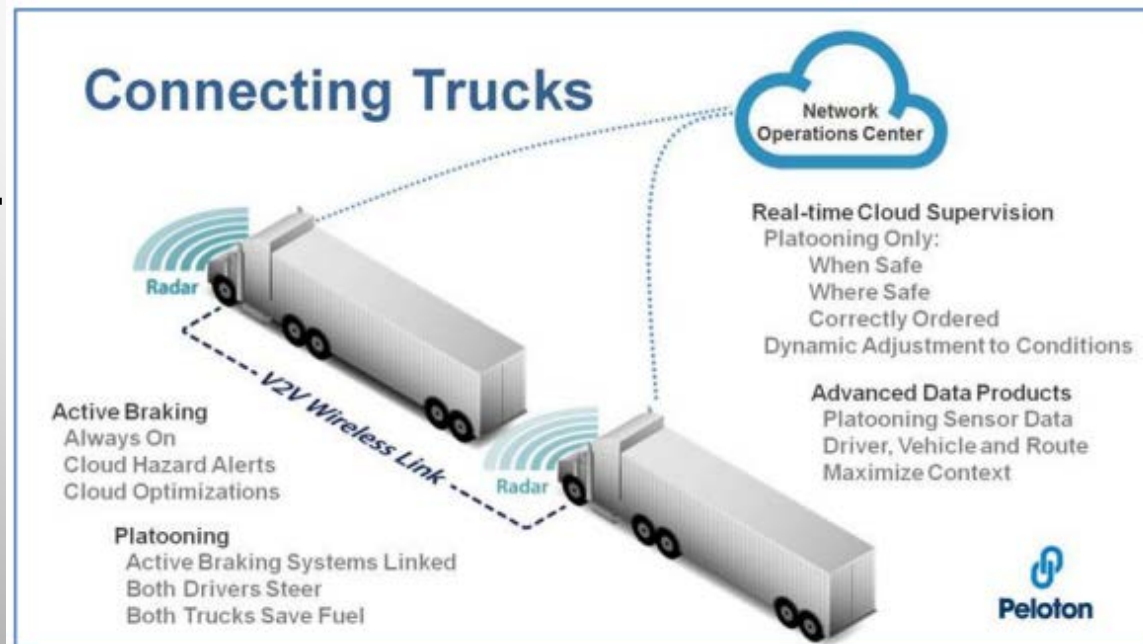 Connecting Trucks
Network
Operations Center
Radar
V2V Wireless Link
Radar
Real-time Cloud Supervision
Platooning Only:
When Safe
Where Safe
Correctly Ordered
Dynamic Adjustment to Conditions
Advanced Data Products
Platooning Sensor Data
Driver, Vehicle and Route
Maximize Context
Active Braking
Always On
Cloud Hazard Alerts
Cloud Optimizations
Platooning
Active Braking Systems Linked
Both Drivers Steer
Both Trucks Save Fuel
Peloton